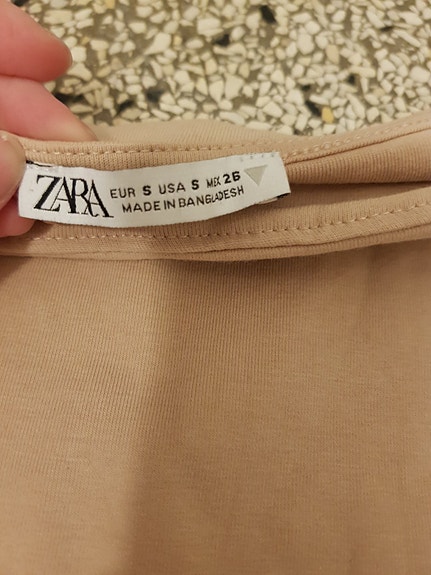 ZARA
EUR S USA S MEX 26
MADE IN BANGLADESH